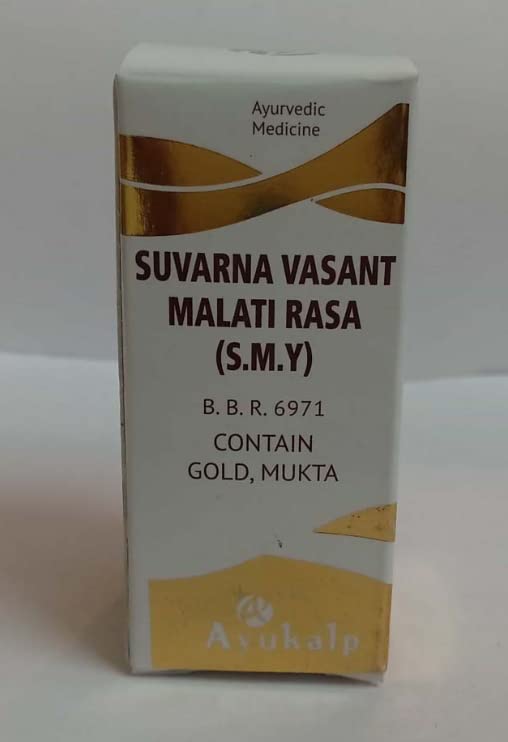 Ayurvedic
Medicine
SUVARNA VASANT
MALATI RASA
(S.M.Y)
B. B. R. 6971
CONTAIN
GOLD, MUKTA
Ayukalp